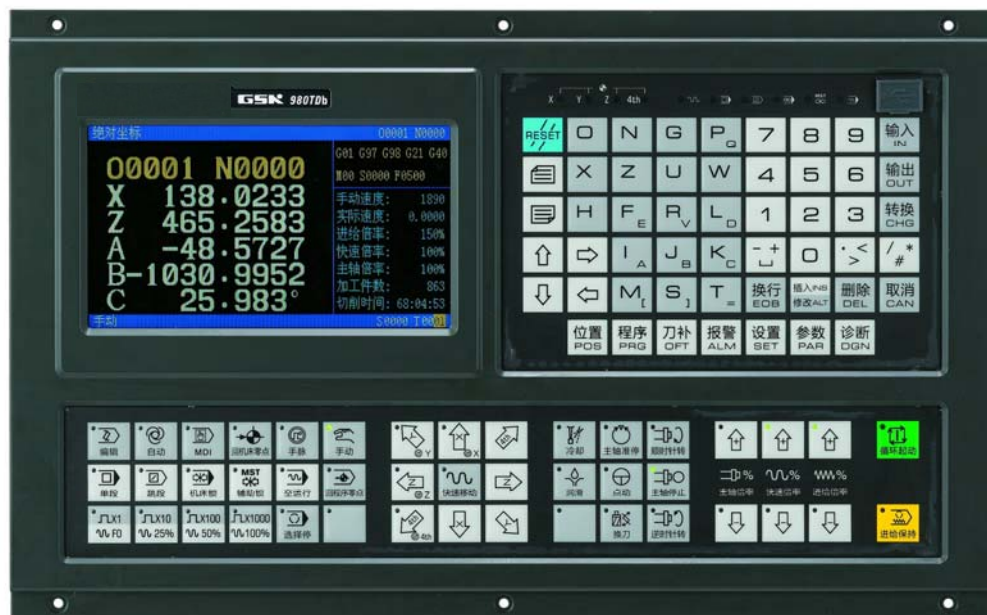 GSK 980TDb
绝对坐标 O0001 N0000
O0001 N0000
X 138.0233
Z 465.2583
A -48.5727
B-1030.9952
C 25.983°
G01 G97 G98 G21 G40
M00 S0000 F0500
手动速度: 1890
实际速度: 0.0000
进给倍率: 150%
快速倍率: 100%
主轴倍率: 100%
加工件数: 863
切削时间: 68:04:53
手动 S0000 T0001
X Y Z 4th MST
RESET O N G P Q 7 8 9 输入 IN
X Z U W 4 5 6 输出 OUT
H F E R V L D 1 2 3 转换 CHG
I A J B K C - + 0 . < > / * #
M [ S ] T = 换行 EOB 插入INS 修改ALT 删除 DEL 取消 CAN
位置 POS 程序 PRG 刀补 OFT 报警 ALM 设置 SET 参数 PAR 诊断 DGN
编辑 自动 MDI 回机床零点 手脉 手动
单段 跳段 机床锁 MST 辅助锁 空运行 回程序零点
X1 F0 X10 25% X100 50% X1000 100% 选择停
Y X
Z 快速移动
4th
冷却 主轴准停 顺时针转
润滑 点动 主轴停止
换刀 逆时针转
% % %
主轴倍率 快速倍率 进给倍率
循环起动
进给保持